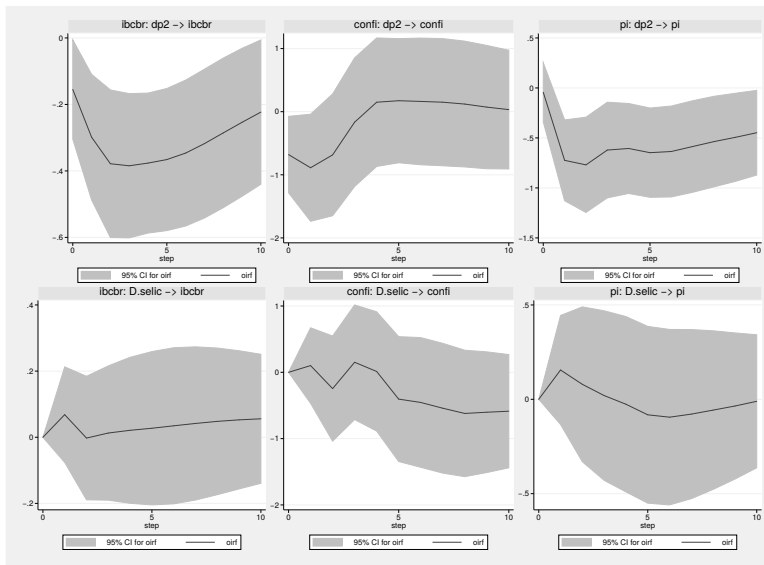 ibcbr: dp2 −> ibcbr
0
−.2
−.4
−.6
0 5 10
step
95% CI for oirf oirf
confi: dp2 −> confi
1
0
−1
−2
0 5 10
step
95% CI for oirf oirf
pi: dp2 −> pi
.5
0
−.5
−1
−1.5
0 5 10
step
95% CI for oirf oirf
ibcbr: D.selic −> ibcbr
.4
.2
0
−.2
0 5 10
step
95% CI for oirf oirf
confi: D.selic −> confi
1
0
−1
−2
0 5 10
step
95% CI for oirf oirf
pi: D.selic −> pi
.5
0
−.5
0 5 10
step
95% CI for oirf oirf